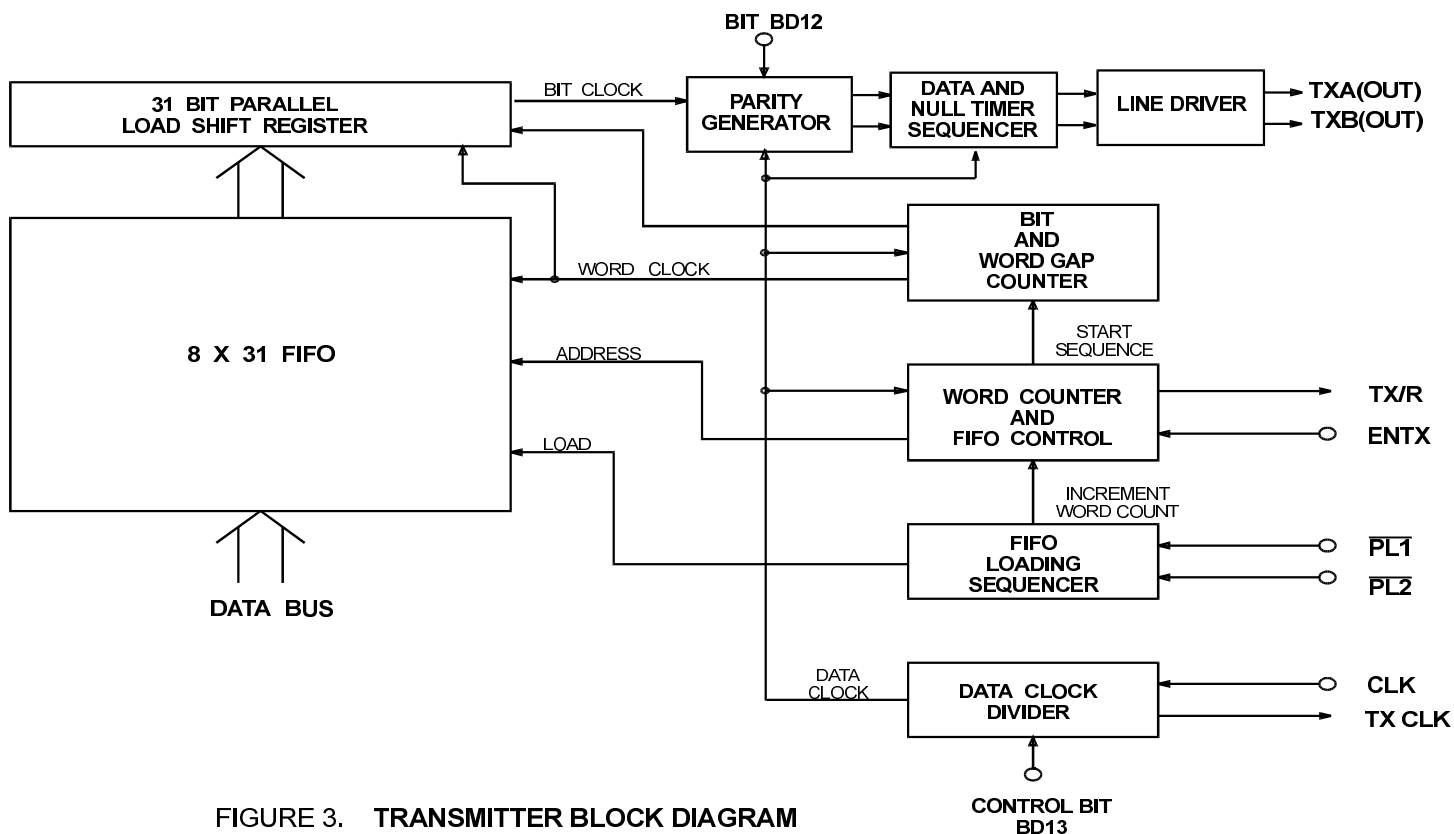 BIT BD12
31 BIT PARALLEL
LOAD SHIFT REGISTER
BIT CLOCK
PARITY
GENERATOR
DATA AND
NULL TIMER
SEQUENCER
LINE DRIVER
TXA(OUT)
TXB(OUT)
BIT
AND
WORD GAP
COUNTER
WORD CLOCK
8 X 31 FIFO
START
SEQUENCE
ADDRESS
WORD COUNTER
AND
FIFO CONTROL
TX/R
ENTX
LOAD
INCREMENT
WORD COUNT
FIFO
LOADING
SEQUENCER
PL1
PL2
DATA BUS
DATA
CLOCK
DATA CLOCK
DIVIDER
CLK
TX CLK
CONTROL BIT
BD13
FIGURE 3. TRANSMITTER BLOCK DIAGRAM